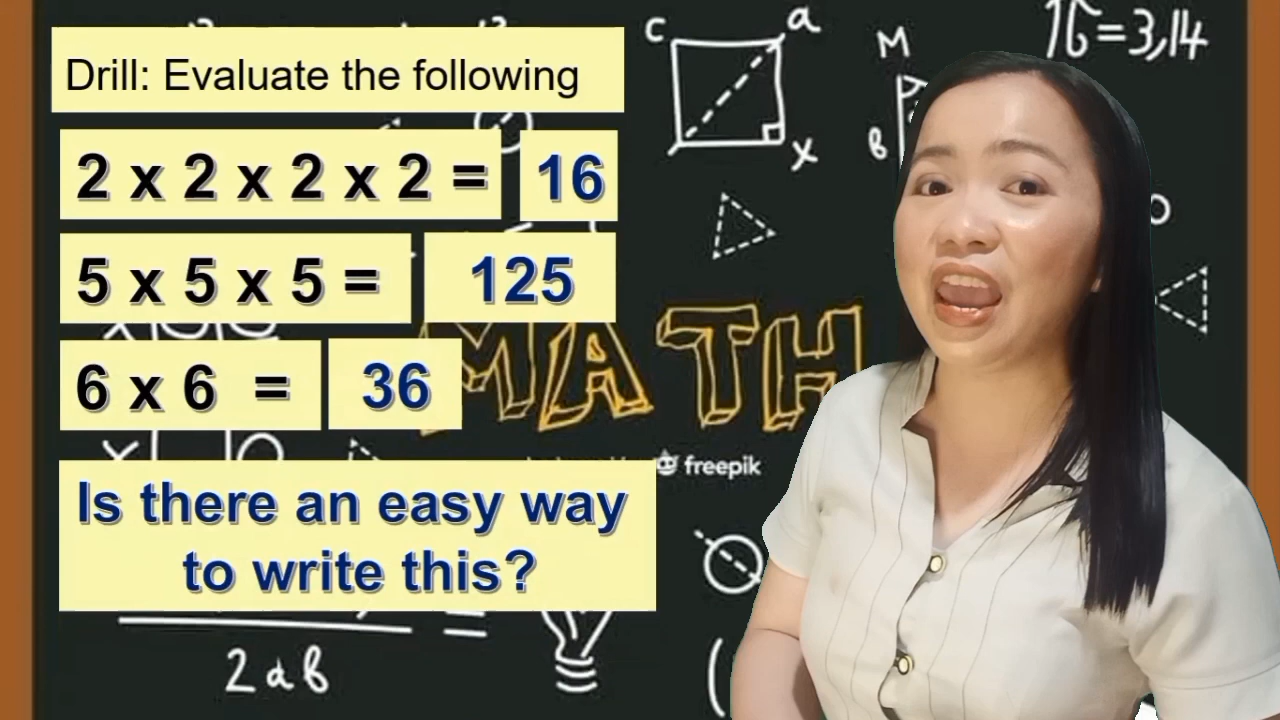 c
a
π=3,14
M
Drill: Evaluate the following
2 x 2 x 2 x 2 = 16
B
x
5 x 5 x 5 = 125
MATH
6 x 6 = 36
freepik
Is there an easy way
to write this?
=
2ab
(